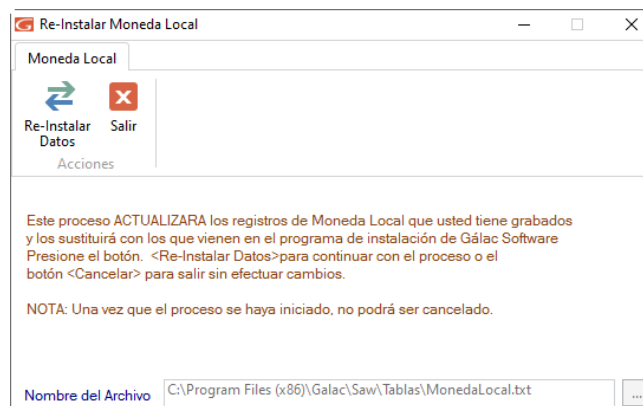 Re-Instalar Moneda Local
Moneda Local
Re-Instalar
Datos
Salir
Acciones
Este proceso ACTUALIZARA los registros de Moneda Local que usted tiene grabados
y los sustituirá con los que vienen en el programa de instalación de Gálac Software
Presione el botón. <Re-Instalar Datos>para continuar con el proceso o el
botón <Cancelar> para salir sin efectuar cambios.
NOTA: Una vez que el proceso se haya iniciado, no podrá ser cancelado.
Nombre del Archivo C:\Program Files (x86)\Galac\Saw\Tablas\MonedaLocal.txt ...